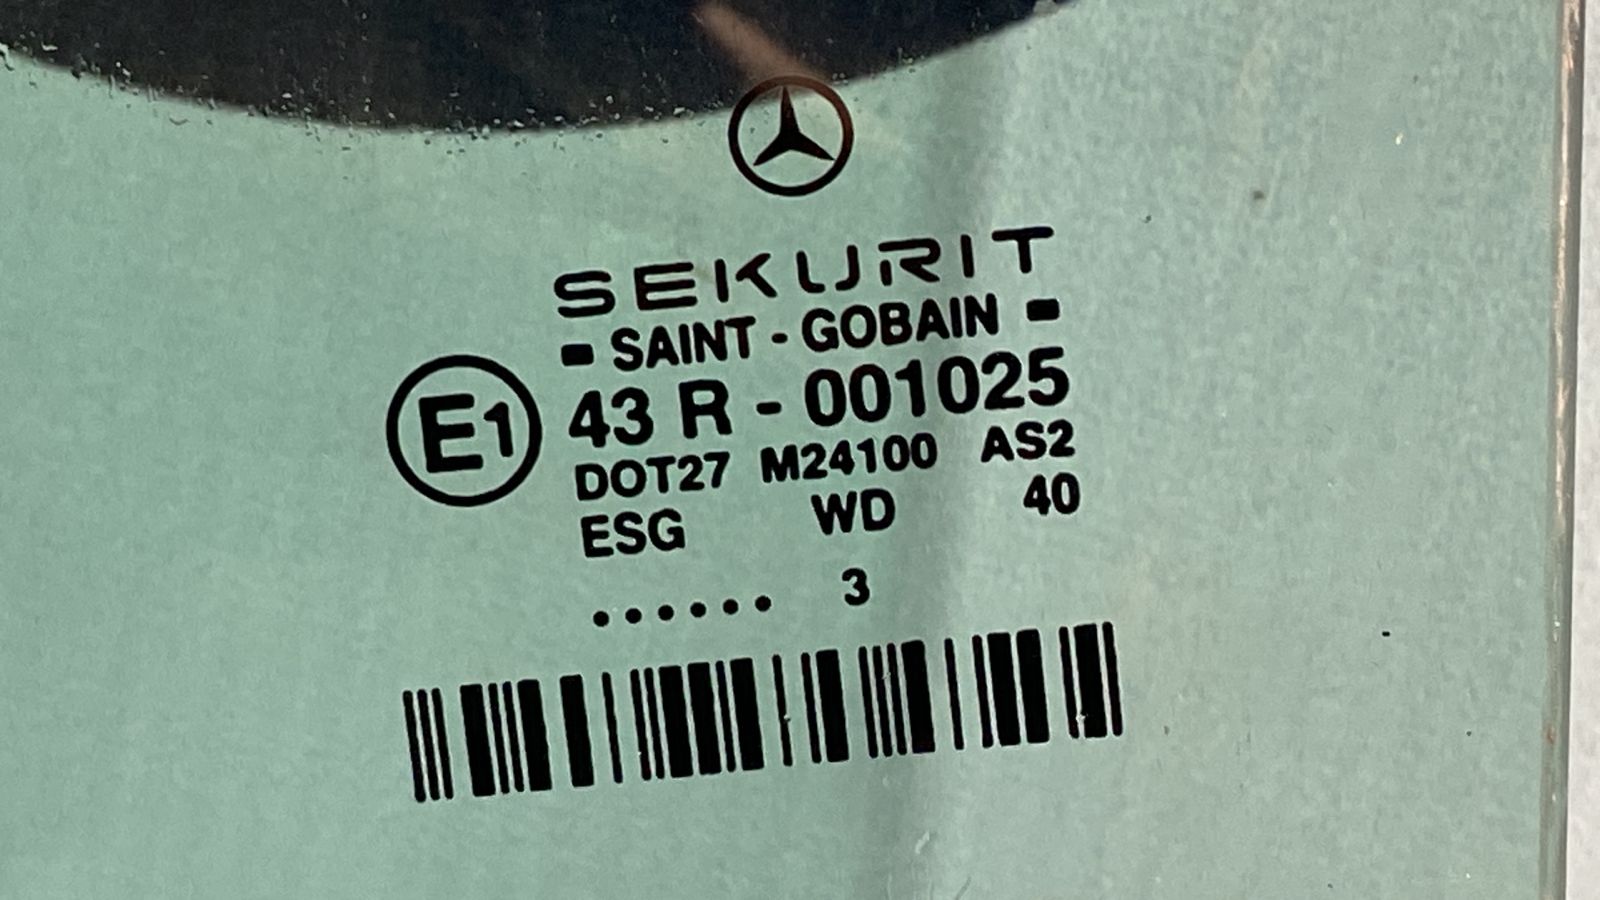 SEKURIT
SAINT - GOBAIN
E1 43 R - 001025
DOT27 M24100 AS2
ESG WD 40
...... 3